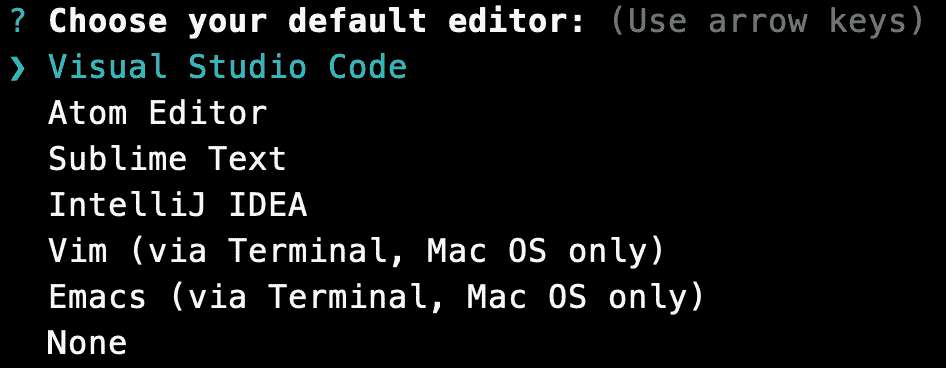 ? Choose your default editor: (Use arrow keys)
❯ Visual Studio Code
Atom Editor
Sublime Text
IntelliJ IDEA
Vim (via Terminal, Mac OS only)
Emacs (via Terminal, Mac OS only)
None